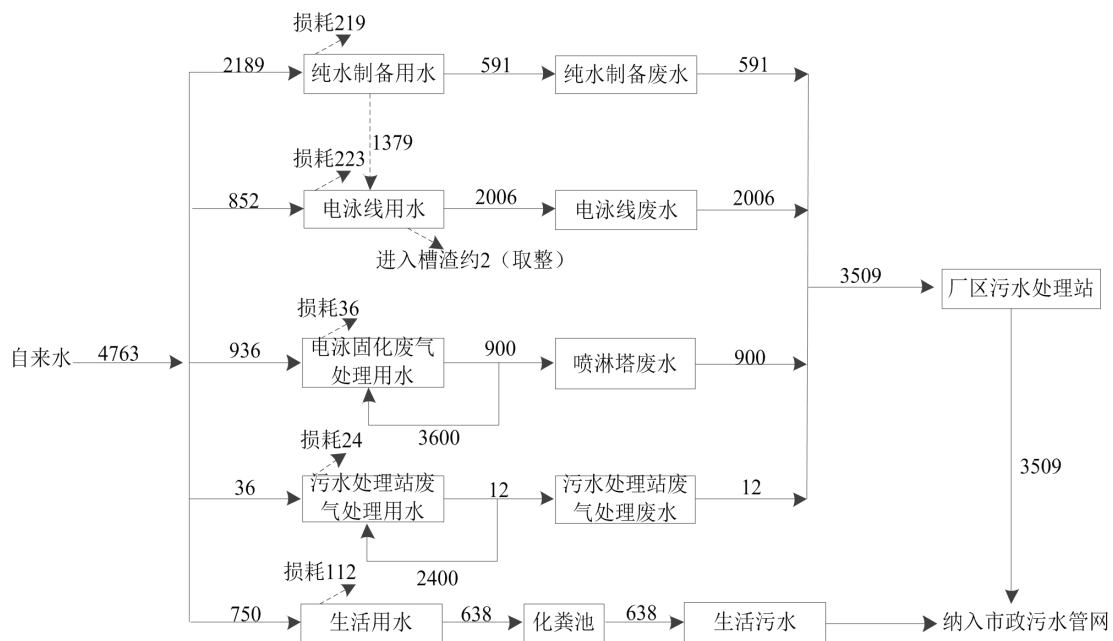 损耗219
2189
纯水制备用水
591
纯水制备废水
591
1379
损耗223
852
电泳线用水
2006
电泳线废水
2006
进入槽渣约2（取整）
3509
厂区污水处理站
损耗36
自来水
4763
936
电泳固化废气
处理用水
900
喷淋塔废水
900
3600
损耗24
3509
36
污水处理站废
气处理用水
12
污水处理站废
气处理废水
12
2400
损耗112
750
生活用水
638
化粪池
638
生活污水
纳入市政污水管网